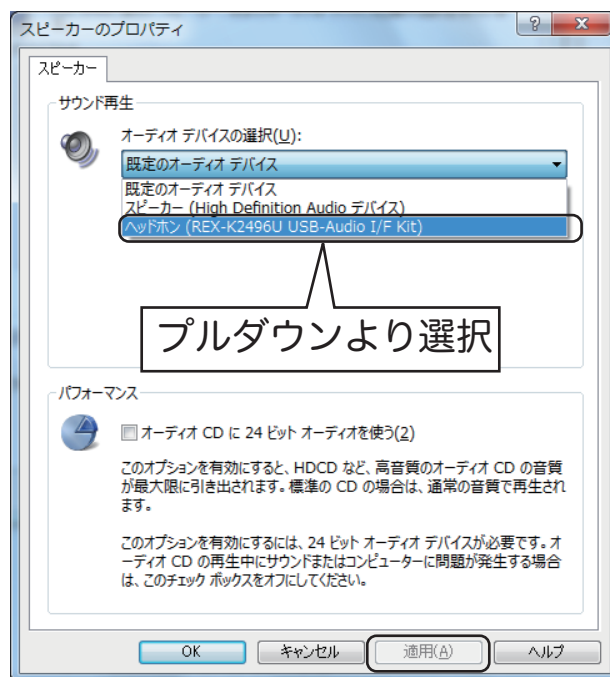 スピーカーのプロパティ
スピーカー
サウンド再生
オーディオ デバイスの選択(U):
既定のオーディオ デバイス
既定のオーディオ デバイス
スピーカー (High Definition Audio デバイス)
ヘッドホン (REX-K2496U USB-Audio I/F Kit)
プルダウンより選択
パフォーマンス
オーディオ CD に 24 ビット オーディオを使う(2)
このオプションを有効にすると、HDCD など、高音質のオーディオ CD の音質
が最大限に引き出されます。標準の CD の場合は、通常の音質で再生され
ます。
このオプションを有効にするには、24 ビット オーディオ デバイスが必要です。オ
ーディオ CD の再生中にサウンドまたはコンピューターに問題が発生する場合
は、このチェック ボックスをオフにしてください。
OK キャンセル 適用(A) ヘルプ